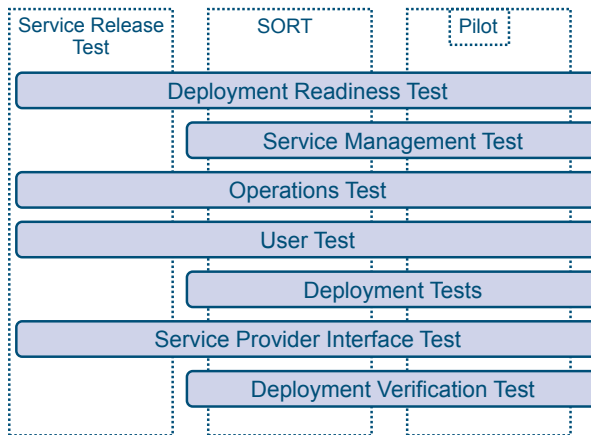 Service Release
Test
SORT
Pilot
Deployment Readiness Test
Service Management Test
Operations Test
User Test
Deployment Tests
Service Provider Interface Test
Deployment Verification Test